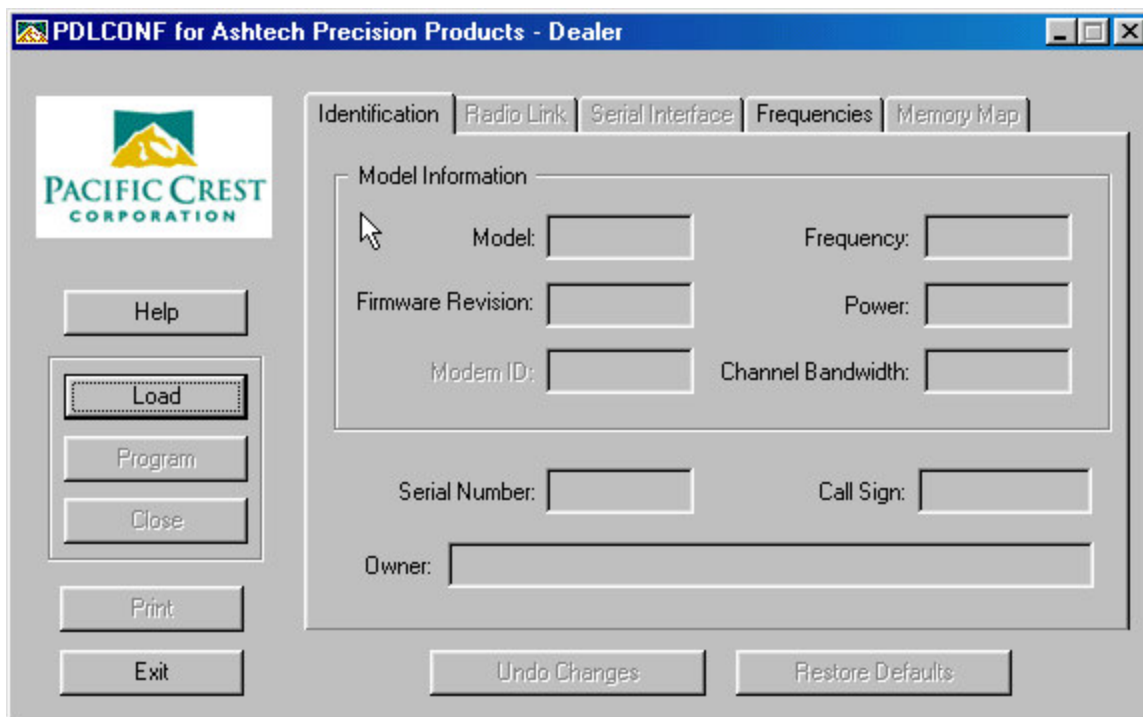 PDLCONF for Ashtech Precision Products - Dealer
PACIFIC CREST
CORPORATION
Help
Load
Program
Close
Print
Exit
Identification Radio Link Serial Interface Frequencies Memory Map
Model Information
Model: Frequency:
Firmware Revision: Power:
Modem ID: Channel Bandwidth:
Serial Number: Call Sign:
Owner:
Undo Changes Restore Defaults